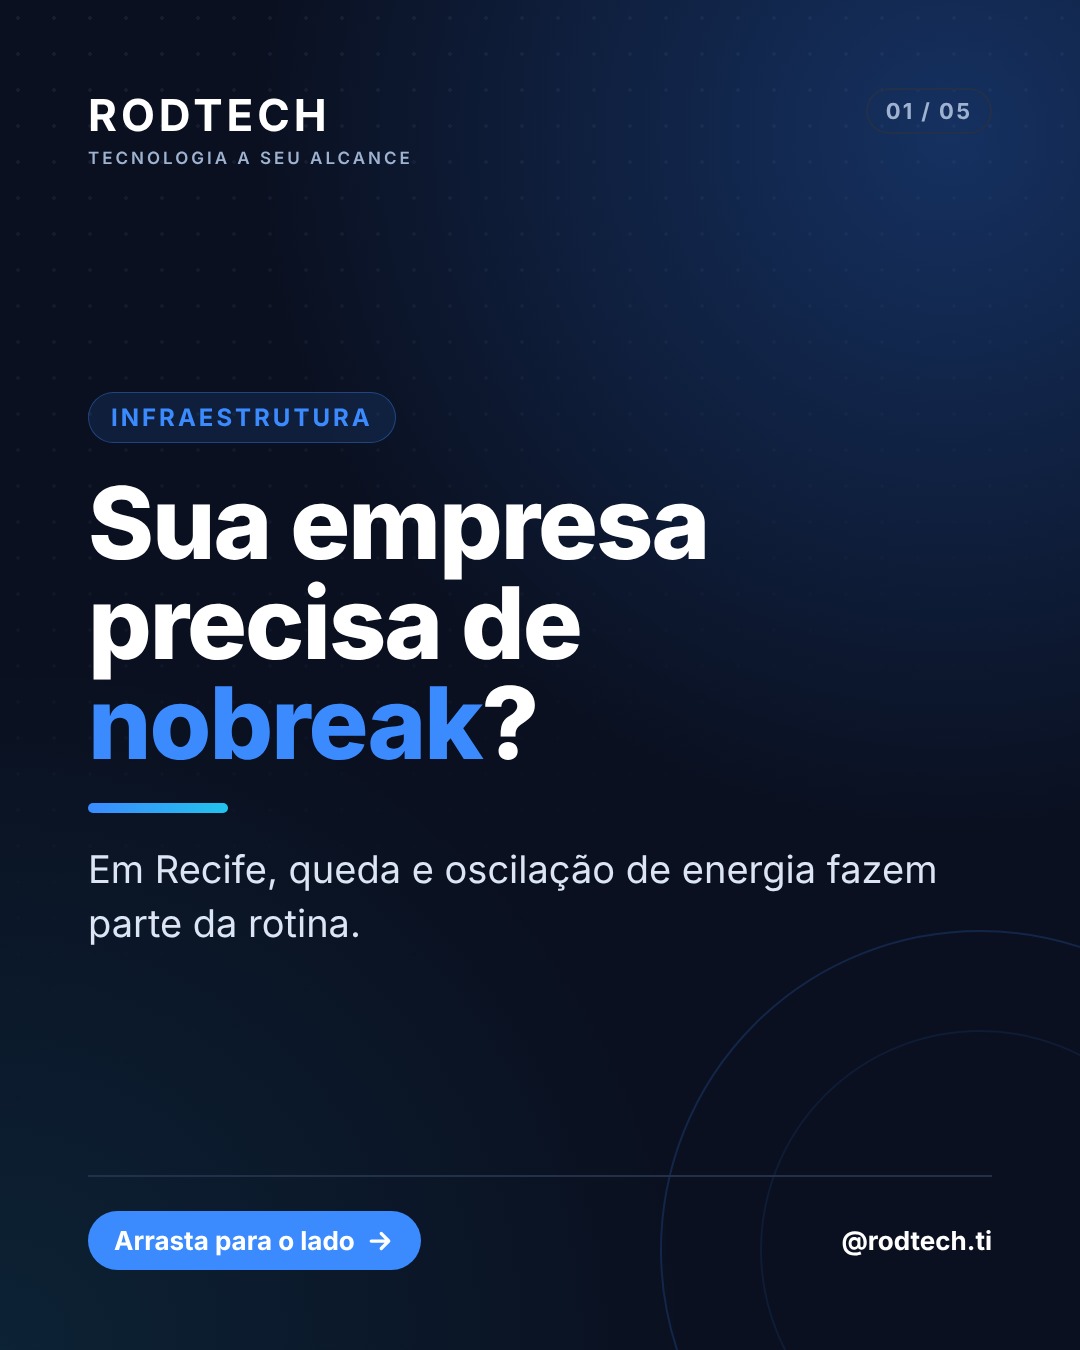 RODTECH
TECNOLOGIA A SEU ALCANCE
01 / 05
INFRAESTRUTURA
Sua empresa
precisa de
nobreak?
Em Recife, queda e oscilação de energia fazem
parte da rotina.
Arrasta para o lado →
@rodtech.ti